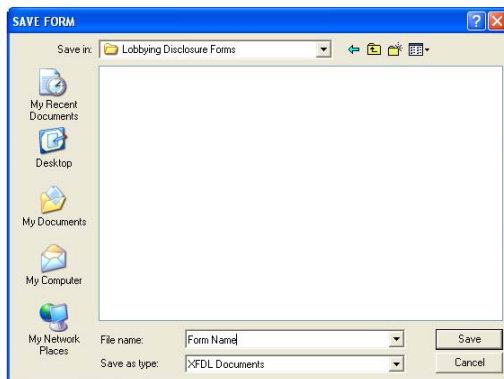 SAVE FORM
Save in:
Lobbying Disclosure Forms
My Recent
Documents
Desktop
My Documents
My Computer
My Network
Places
File name:
Form Name
Save
Save as type:
XFDL Documents
Cancel